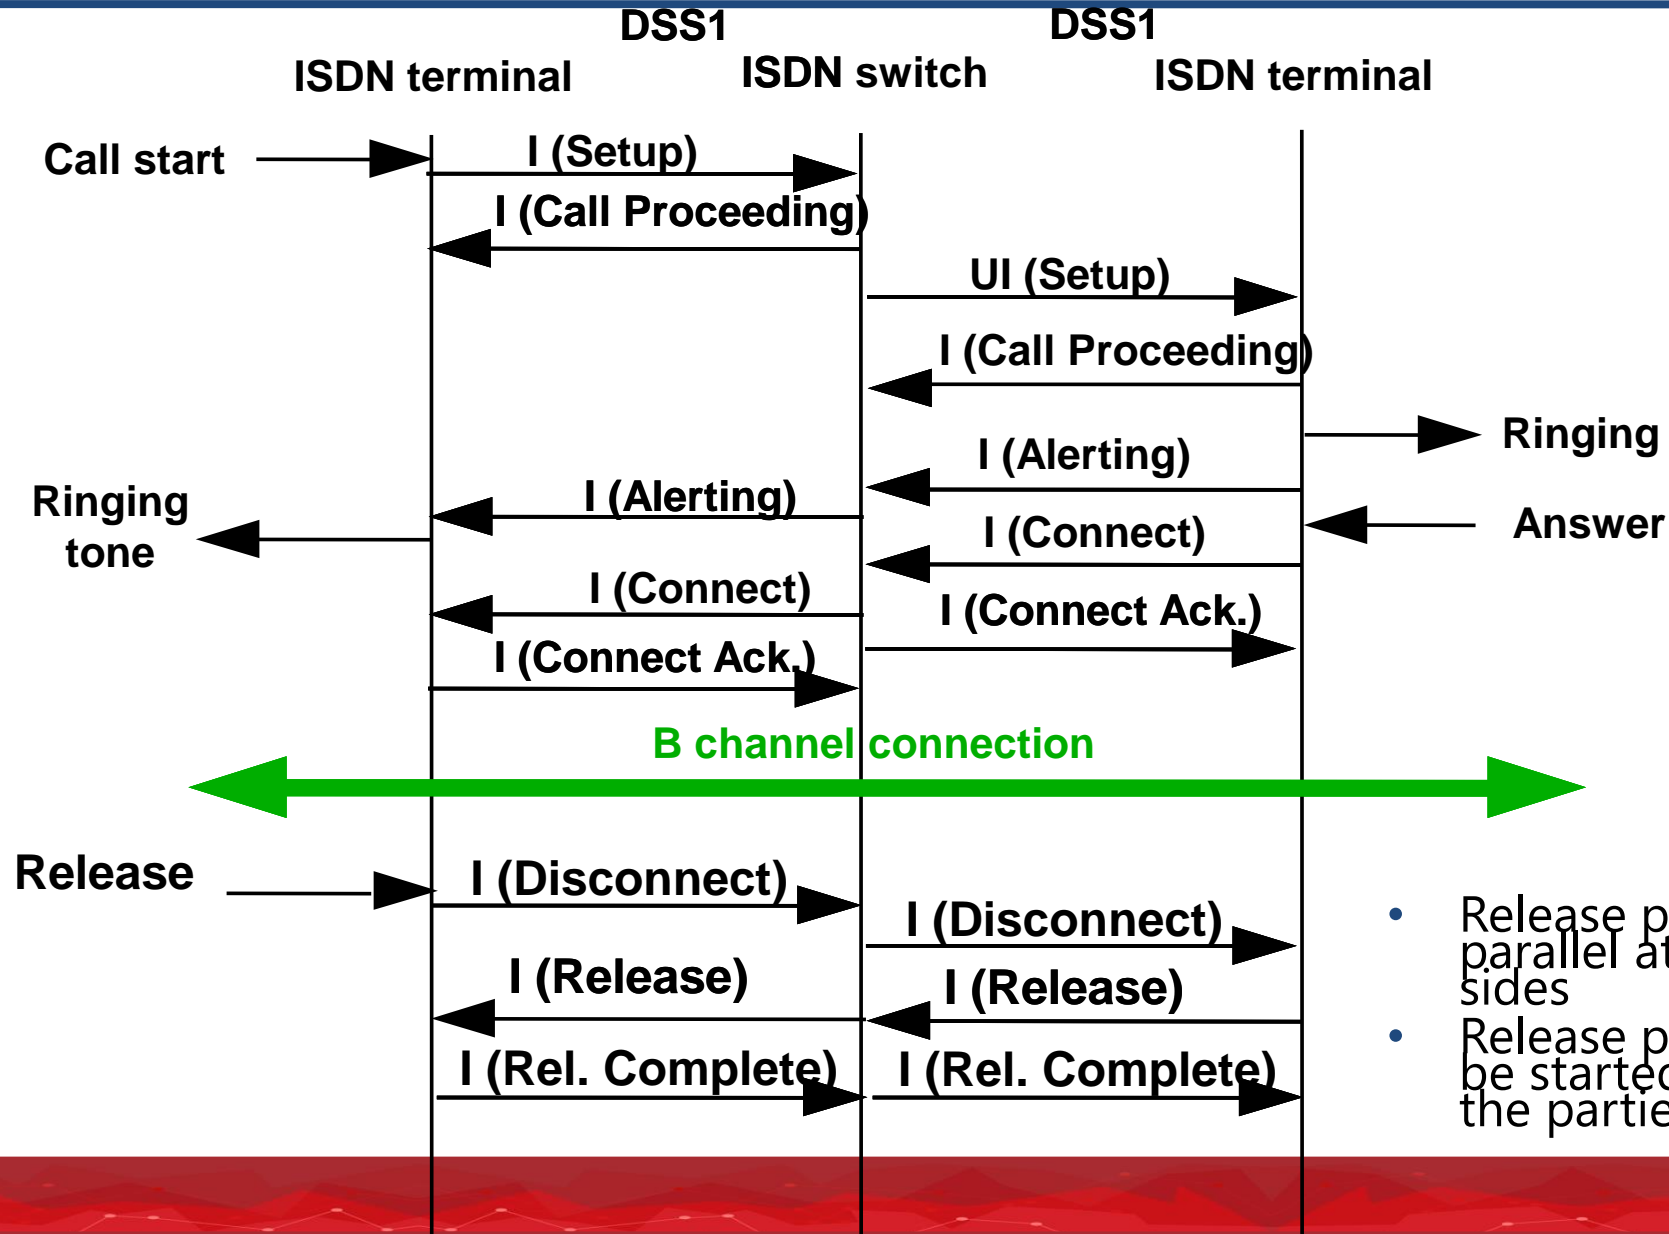 DSS1 DSS1
ISDN terminal ISDN switch ISDN terminal
Call start
I (Setup)
I (Call Proceeding)
UI (Setup)
I (Call Proceeding)
Ringing
I (Alerting)
I (Alerting)
Ringing
tone
Answer
I (Connect)
I (Connect)
I (Connect Ack.)
I (Connect Ack.)
B channel connection
Release
I (Disconnect)
I (Disconnect)
I (Release)
I (Release)
I (Rel. Complete)
I (Rel. Complete)
• Release
parallel
sides
• Release
be
the